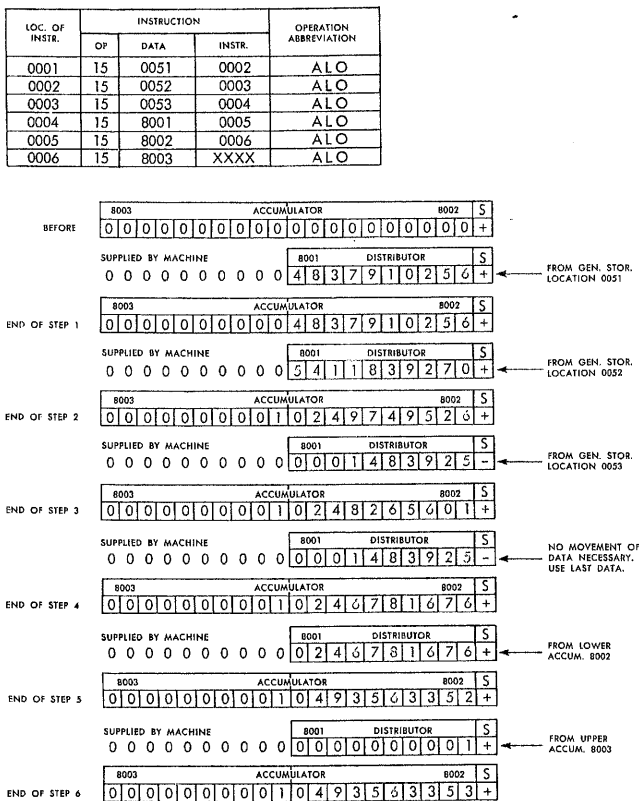 LOC. OF INSTR. INSTRUCTION OPERATION ABBREVIATION
OP DATA INSTR.
0001 15 0051 0002 ALO
0002 15 0052 0003 ALO
0003 15 0053 0004 ALO
0004 15 8001 0005 ALO
0005 15 8002 0006 ALO
0006 15 8003 XXXX ALO
8003 ACCUMULATOR 8002 S
BEFORE 0 0 0 0 0 0 0 0 0 0 0 0 0 0 0 0 0 0 0 0 +
SUPPLIED BY MACHINE 8001 DISTRIBUTOR S
0 0 0 0 0 0 0 0 0 0 4 8 3 7 9 1 0 2 5 6 + FROM GEN. STOR.
LOCATION 0051
8003 ACCUMULATOR 8002 S
END OF STEP 1 0 0 0 0 0 0 0 0 0 0 4 8 3 7 9 1 0 2 5 6 +
SUPPLIED BY MACHINE 8001 DISTRIBUTOR S
0 0 0 0 0 0 0 0 0 0 5 4 1 1 8 3 9 2 7 0 + FROM GEN. STOR.
LOCATION 0052
8003 ACCUMULATOR 8002 S
END OF STEP 2 0 0 0 0 0 0 0 0 0 1 0 2 4 9 7 4 9 5 2 6 +
SUPPLIED BY MACHINE 8001 DISTRIBUTOR S
0 0 0 0 0 0 0 0 0 0 0 0 0 1 4 8 3 9 2 5 - FROM GEN. STOR.
LOCATION 0053
8003 ACCUMULATOR 8002 S
END OF STEP 3 0 0 0 0 0 0 0 0 0 1 0 2 4 8 2 6 5 6 0 1 +
SUPPLIED BY MACHINE 8001 DISTRIBUTOR S
0 0 0 0 0 0 0 0 0 0 0 0 0 1 4 8 3 9 2 5 - NO MOVEMENT OF
DATA NECESSARY.
USE LAST DATA.
8003 ACCUMULATOR 8002 S
END OF STEP 4 0 0 0 0 0 0 0 0 0 1 0 2 4 6 7 8 1 6 7 6 +
SUPPLIED BY MACHINE 8001 DISTRIBUTOR S
0 0 0 0 0 0 0 0 0 0 0 2 4 6 7 8 1 6 7 6 + FROM LOWER
ACCUM. 8002
8003 ACCUMULATOR 8002 S
END OF STEP 5 0 0 0 0 0 0 0 0 0 1 0 4 9 3 5 6 3 3 5 2 +
SUPPLIED BY MACHINE 8001 DISTRIBUTOR S
0 0 0 0 0 0 0 0 0 0 0 0 0 0 0 0 0 0 0 1 + FROM UPPER
ACCUM. 8003
8003 ACCUMULATOR 8002 S
END OF STEP 6 0 0 0 0 0 0 0 0 0 1 0 4 9 3 5 6 3 3 5 3 +